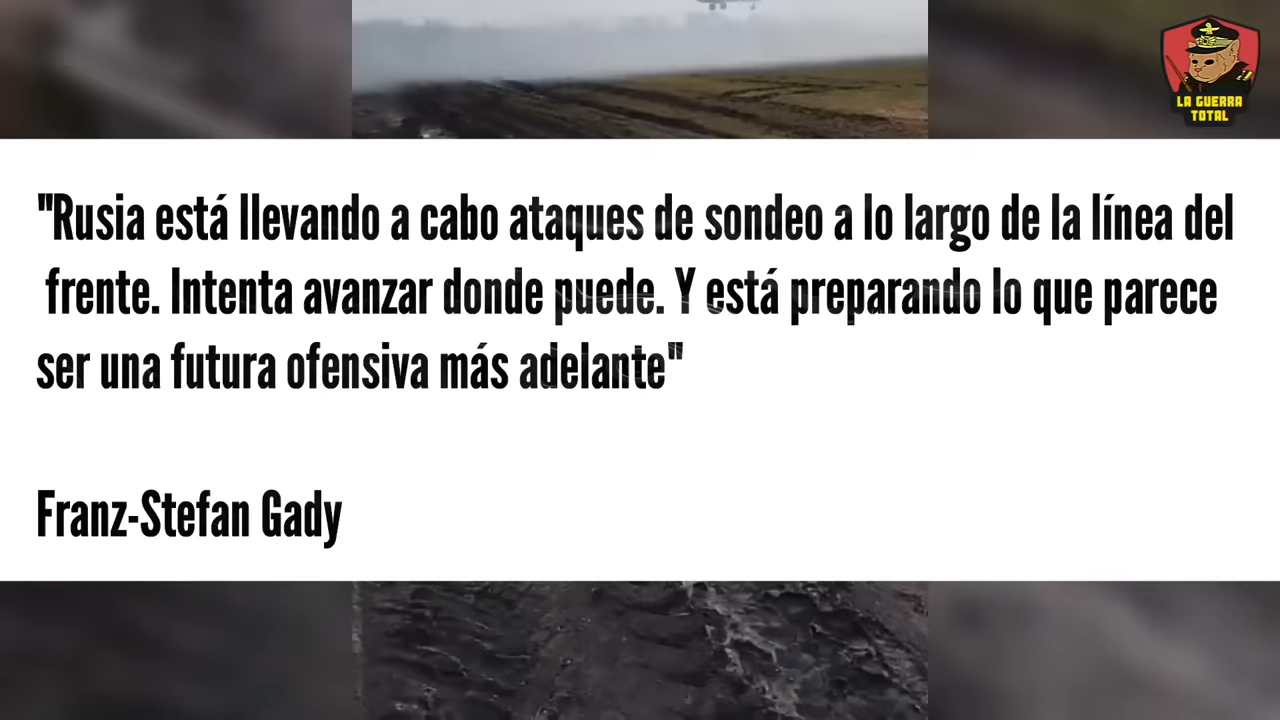 LA GUERRA
TOTAL
"Rusia está llevando a cabo ataques de sondeo a lo largo de la línea del
frente. Intenta avanzar donde puede. Y está preparando lo que parece
ser una futura ofensiva más adelante"
Franz-Stefan Gady